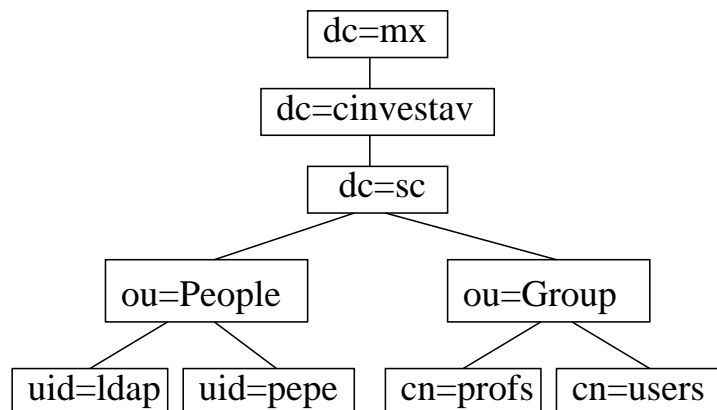 dc=mx
dc=cinvestav
dc=sc
ou=People
ou=Group
uid=ldap
uid=pepe
cn=profs
cn=users